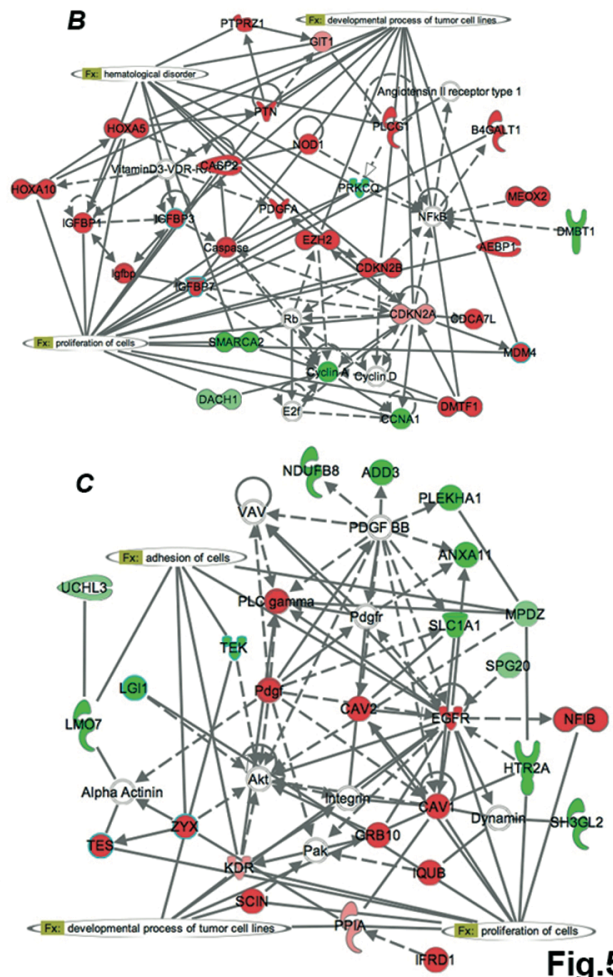 B
PTPRZ1
Fx: developmental process of tumor cell lines
GIT1
Fx: hematological disorder
Angiotensin II receptor type 1
PTN
PLCG1
B4GALT1
HOXA5
NOD1
VitaminD3-VDR-R
CASP2
PRKCQ
HOXA10
MEOX2
PDGFA
NFkB
IGFBP1
IGFBP3
DMBT1
EZH2
AEBP1
Caspase
Igfbp
CDKN2B
IGFBP7
Rb
CDKN2A
CDCA7L
Fx: proliferation of cells
SMARCA2
MDM4
Cyclin A
Cyclin D
DACH1
E2f
CCNA1
DMTF1
C
NDUFB8
ADD3
PLEKHA1
VAV
PDGF BB
ANXA11
Fx: adhesion of cells
UCHL3
PLC gamma
Pdgfr
SLC1A1
MPDZ
TEK
SPG20
LGI1
Pdgf
LMO7
CAV2
EGFR
NFIB
Akt
HTR2A
Alpha Actinin
Integrin
CAV1
Dynamin
SH3GL2
ZYX
GRB10
TES
Pak
KDR
IQUB
SCIN
Fx: developmental process of tumor cell lines
PPIA
Fx: proliferation of cells
IFRD1
Fig.5